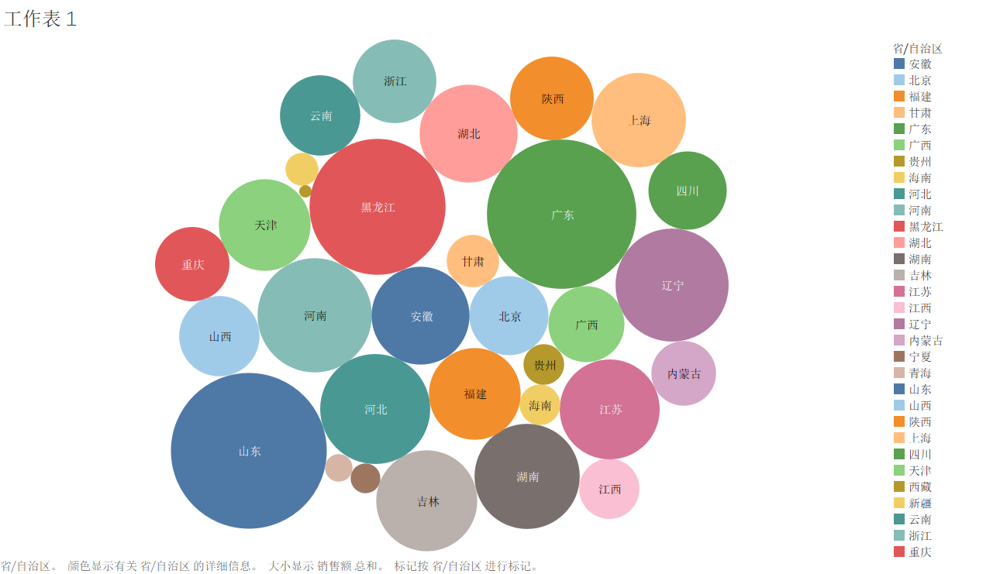 工作表 1
浙江
陕西
云南
上海
湖北
四川
黑龙江
广东
天津
甘肃
重庆
辽宁
河南
安徽
北京
广西
山西
贵州
内蒙古
福建
海南
河北
江苏
山东
湖南
江西
吉林
省/自治区
安徽
北京
福建
甘肃
广东
广西
贵州
海南
河北
河南
黑龙江
湖北
湖南
吉林
江苏
江西
辽宁
内蒙古
宁夏
青海
山东
山西
陕西
上海
四川
天津
西藏
新疆
云南
浙江
重庆
省/自治区。 颜色显示有关 省/自治区 的详细信息。 大小显示 销售额 总和。 标记按 省/自治区 进行标记。